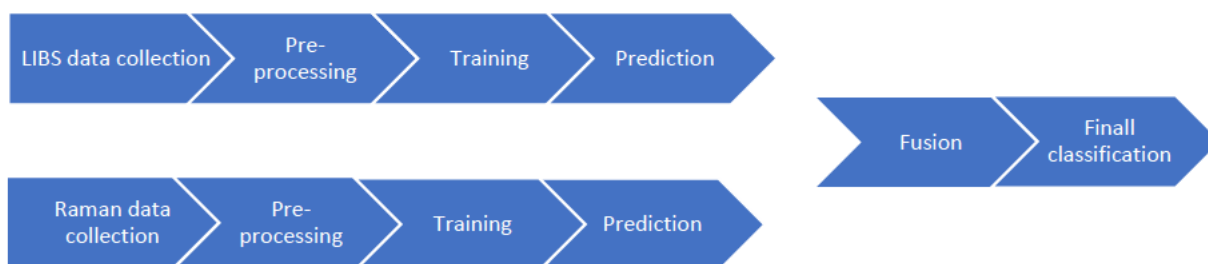 LIBS data collection
Pre-
processing
Training
Prediction
Fusion
Finall
classification
Raman data
collection
Pre-
processing
Training
Prediction